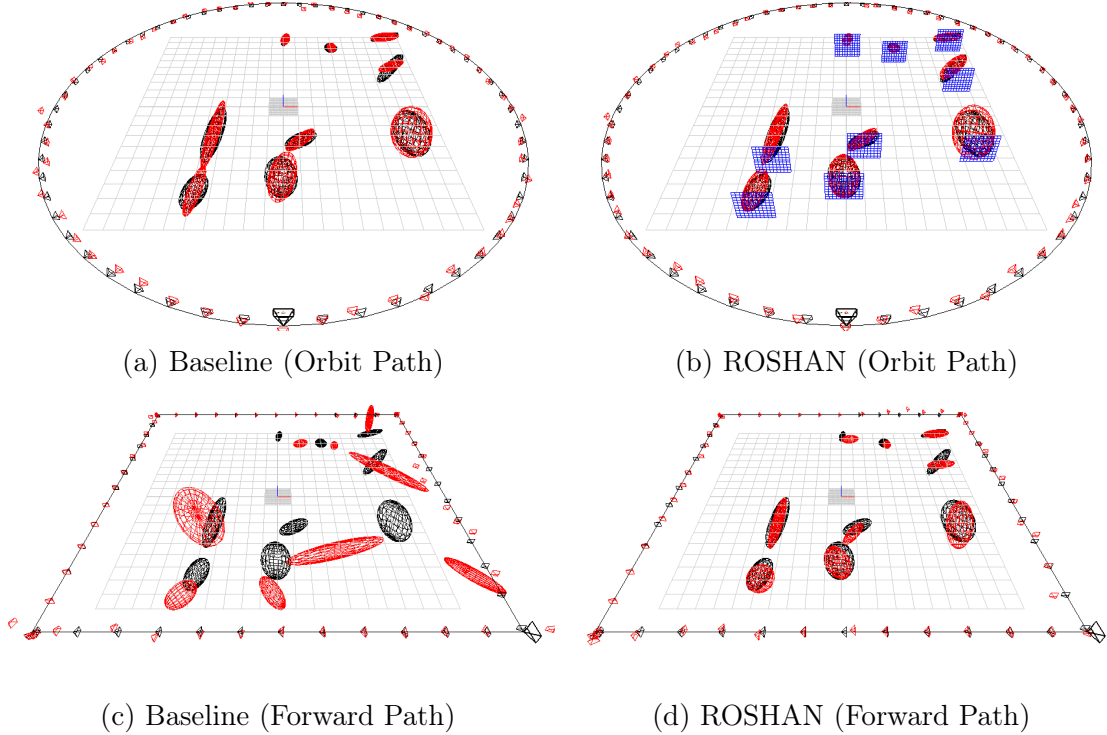 (a) Baseline (Orbit Path)
(b) ROSHAN (Orbit Path)
(c) Baseline (Forward Path)
(d) ROSHAN (Forward Path)